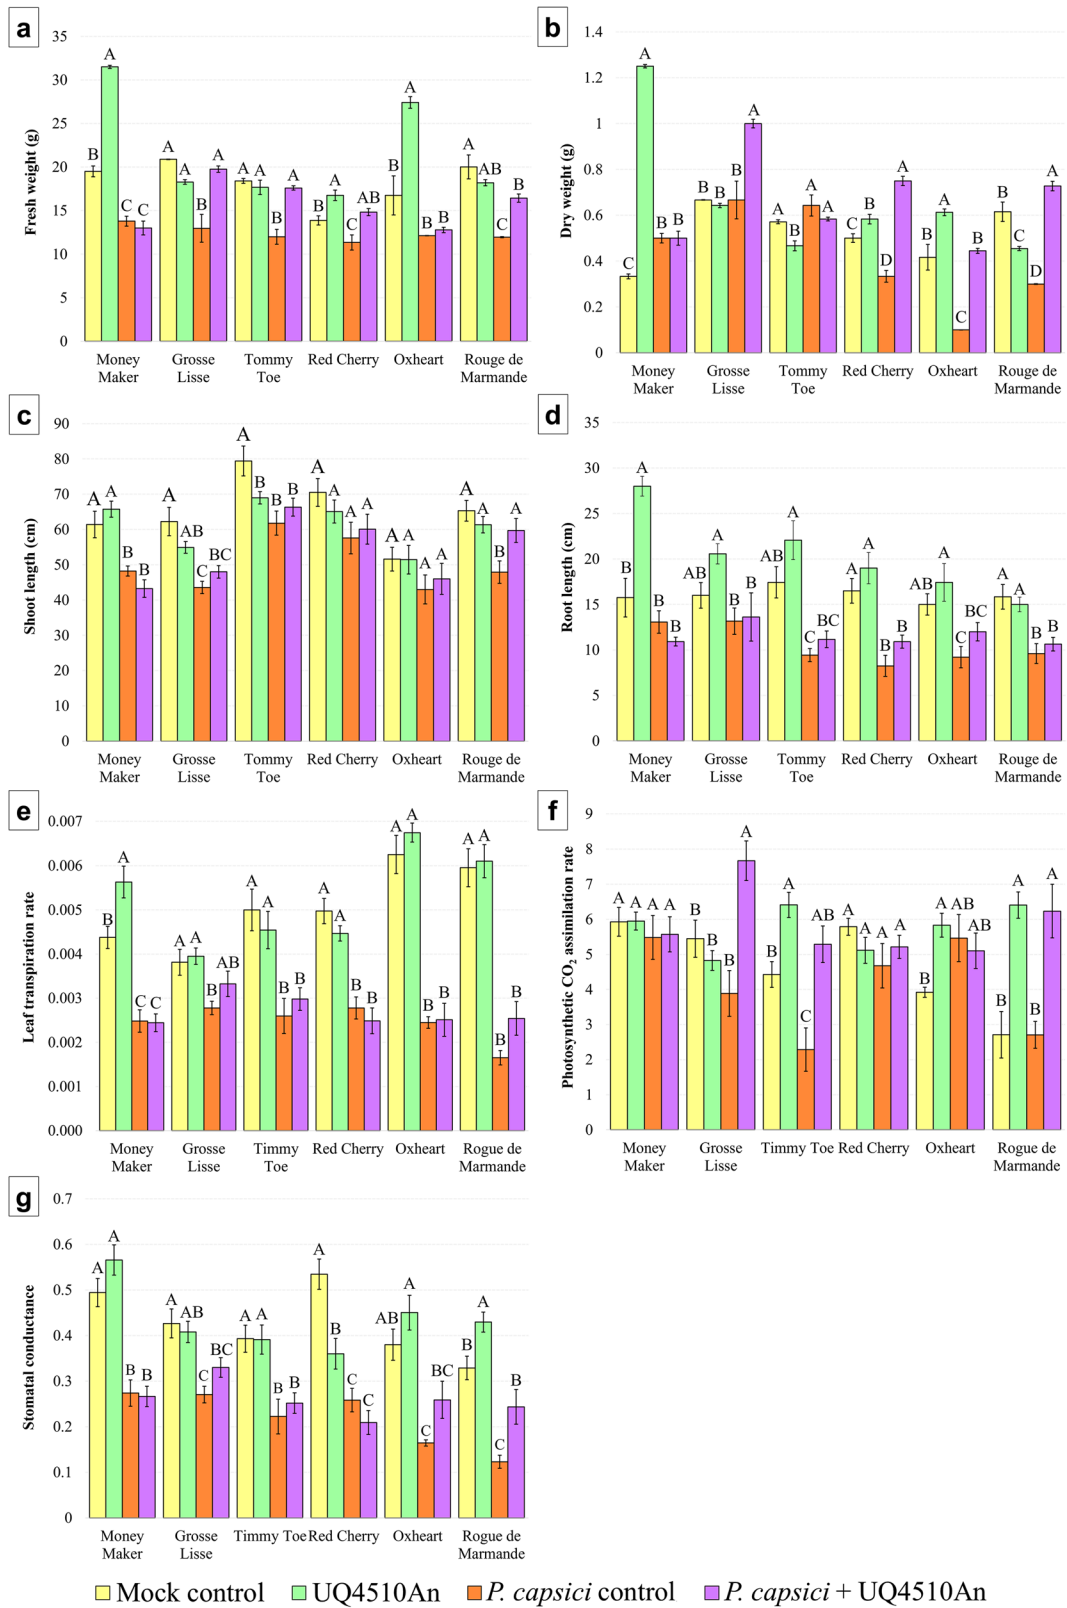 a
Fresh weight (g)
35
30
25
20
15
10
5
0
B A C C
A A B A
A A B A
B A C AB
B A B B
A AB C B
Money Maker
Grosse Lisse
Tommy Toe
Red Cherry
Oxheart
Rouge de Marmande
b
Dry weight (g)
1.4
1.2
1
0.8
0.6
0.4
0.2
0
C A B B
B B B A
A B A A
C B D A
B A C B
B C D A
Money Maker
Grosse Lisse
Tommy Toe
Red Cherry
Oxheart
Rouge de Marmande
c
Shoot length (cm)
90
80
70
60
50
40
30
20
10
0
A A B B
A AB C BC
A B B B
A A A A
A A A A
A A B A
Money Maker
Grosse Lisse
Tommy Toe
Red Cherry
Oxheart
Rouge de Marmande
d
Root length (cm)
35
30
25
20
15
10
5
0
B A B B
AB A B B
AB A C BC
A A B B
AB A C BC
A A B B
Money Maker
Grosse Lisse
Tommy Toe
Red Cherry
Oxheart
Rouge de Marmande
e
Leaf transpiration rate
0.007
0.006
0.005
0.004
0.003
0.002
0.001
0.000
B A C C
A A B AB
A A B B
A A B B
A A B B
A A B B
Money Maker
Grosse Lisse
Timmy Toe
Red Cherry
Oxheart
Rogue de Marmande
f
Photosynthetic CO2 assimilation rate
9
8
7
6
5
4
3
2
1
0
A A A A
B B B A
B A C AB
A A A A
B A AB AB
B A B A
Money Maker
Grosse Lisse
Timmy Toe
Red Cherry
Oxheart
Rogue de Marmande
g
Stomatal conductance
0.7
0.6
0.5
0.4
0.3
0.2
0.1
0
A A B B
A AB C BC
A A B B
A B C C
AB A C BC
B A C B
Money Maker
Grosse Lisse
Timmy Toe
Red Cherry
Oxheart
Rogue de Marmande
Mock control UQ4510An P. capsici control P. capsici + UQ4510An